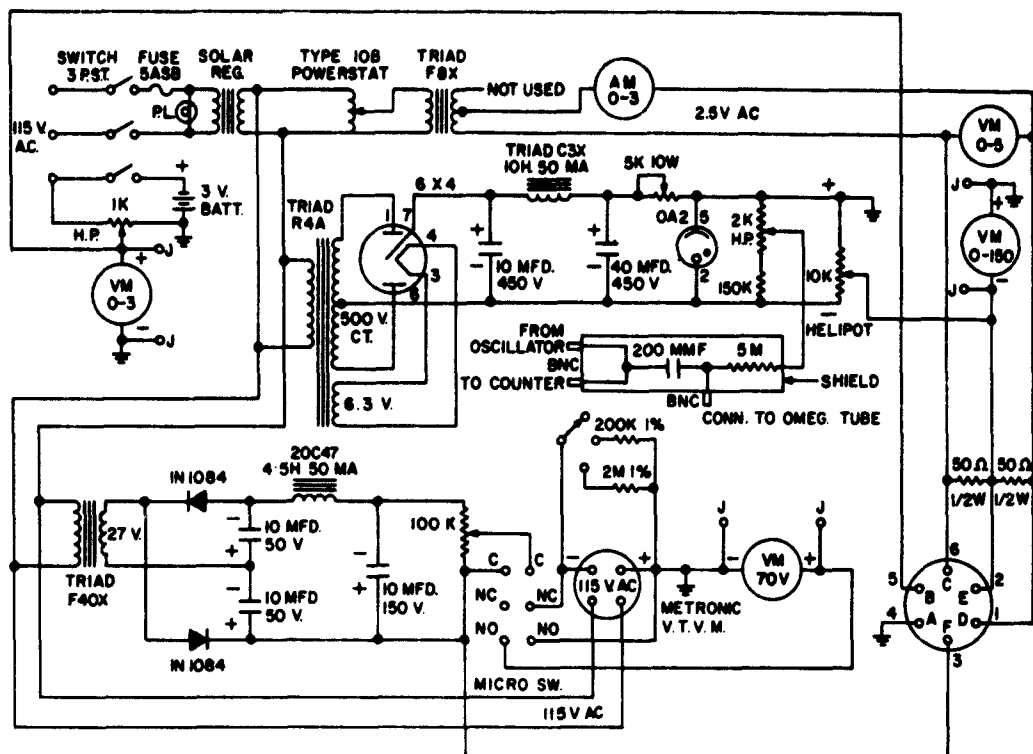 SWITCH
3 P.ST.
FUSE
5ASB
SOLAR
REG.
TYPE 10B
POWERSTAT
TRIAD
F8X
NOT USED
AM
0-3
2.5V AC
VM
0-5
P.L.
115 V.
A.C.
1K
H.P.
+
3 V.
BATT.
J
+
VM
0-3
-
J
TRIAD
R4A
6 X 4
1
7
4
3
6
500 V.
CT.
6.3 V.
TRIAD C3X
10H. 50 MA
5K 10W
+
-
10 MFD.
450 V
+
-
40 MFD.
450V
OA2
5
2
2K
H.P.
150K
+
10K
-
HELIPOT
J
+
VM
0-150
-
J
FROM
OSCILLATOR
BNC
TO COUNTER
200 MMF
5 M
SHIELD
BNC
CONN. TO OMEG. TUBE
200K 1%
2M 1%
20C47
4.5H 50 MA
IN 1084
27 V.
TRIAD
F40X
-
10 MFD.
50 V
+
-
10 MFD
50 V.
+
IN 1084
-
+
10 MFD.
150 V.
100 K
C
C
NC
NC
NO
NO
MICRO SW.
-
+
115 V. AC
115 V AC
METRONIC
V. T. V. M.
J
J
-
VM
70V
+
50 Ω
50 Ω
1/2W
1/2W
6
5
C
2
B
E
4
A
D
1
F
3